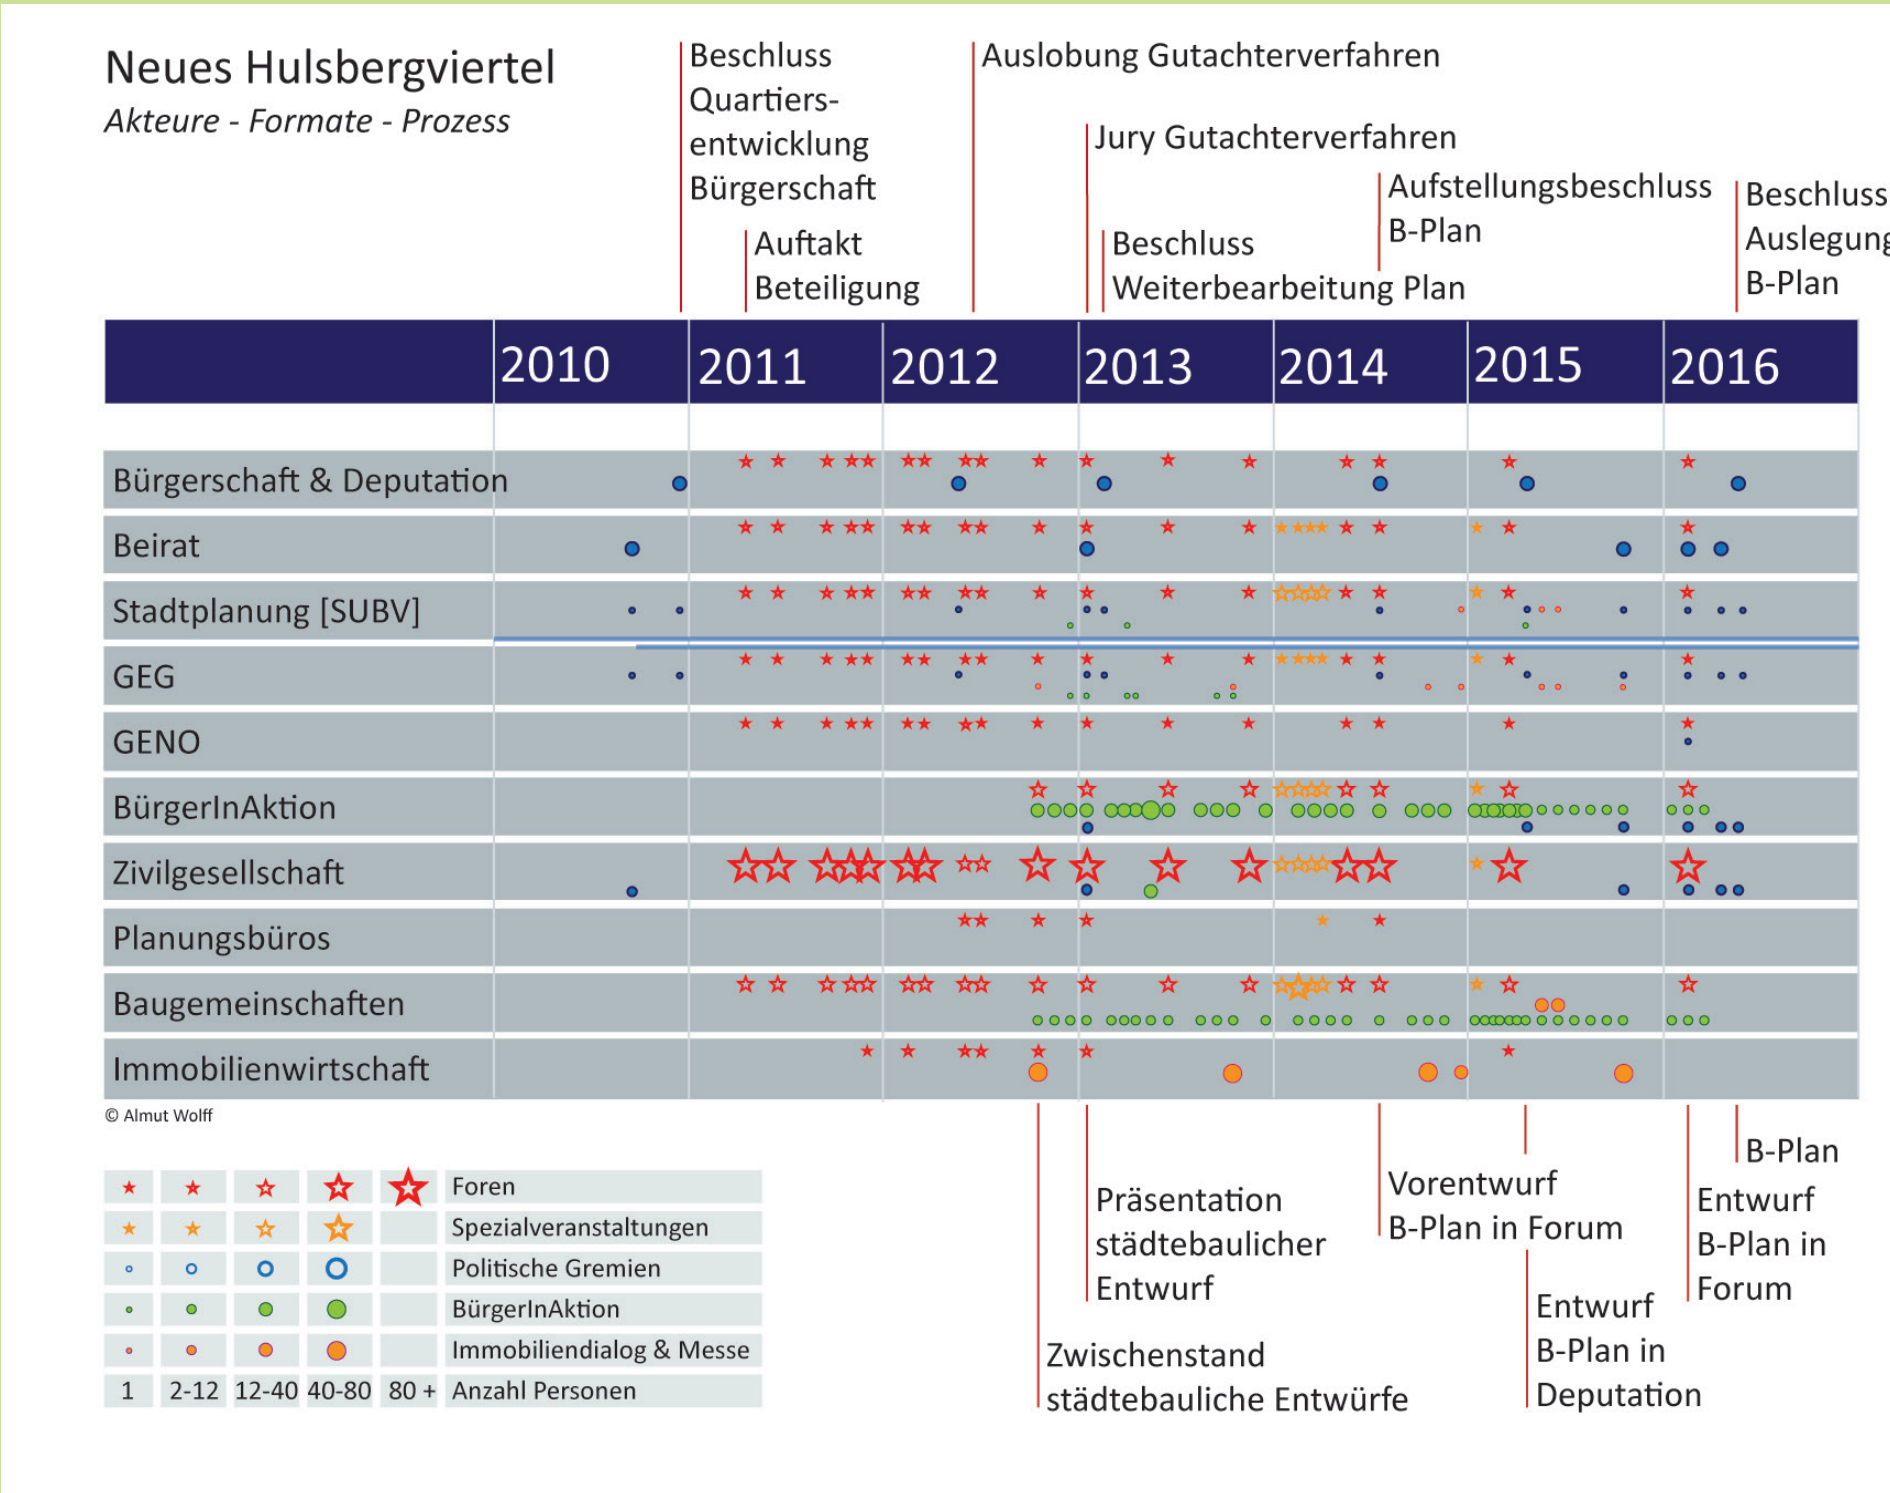 Neues Hulsbergviertel
Akteure - Formate - Prozess
Beschluss
Quartiers-
entwicklung
Bürgerschaft
Auftakt
Beteiligung
Auslobung Gutachterverfahren
Jury Gutachterverfahren
Beschluss
Weiterbearbeitung Plan
Aufstellungsbeschluss
B-Plan
Beschluss
Auslegung
B-Plan
2010 2011 2012 2013 2014 2015 2016
Bürgerschaft & Deputation
Beirat
Stadtplanung [SUBV]
GEG
GENO
BürgerInAktion
Zivilgesellschaft
Planungsbüros
Baugemeinschaften
Immobilienwirtschaft
© Almut Wolff
Foren
Spezialveranstaltungen
Politische Gremien
BürgerInAktion
Immobiliendialog & Messe
1 2-12 12-40 40-80 80 + Anzahl Personen
Zwischenstand
städtebauliche Entwürfe
Präsentation
städtebaulicher
Entwurf
Vorentwurf
B-Plan in Forum
Entwurf
B-Plan in
Deputation
Entwurf
B-Plan in
Forum
B-Plan